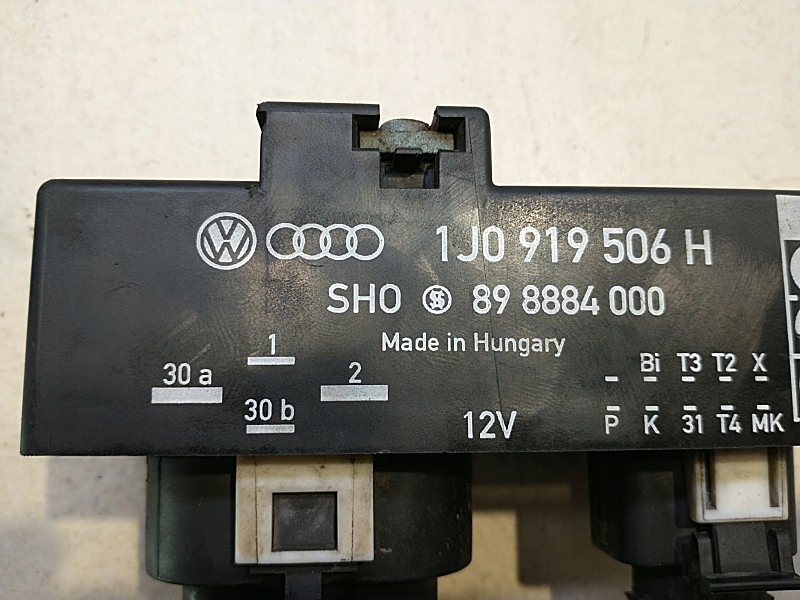 1J0 919 506 H
SHO 89 8884 000
Made in Hungary
1
30 a
2
30 b
12V
Bi T3 T2 X
P K 31 T4 MK